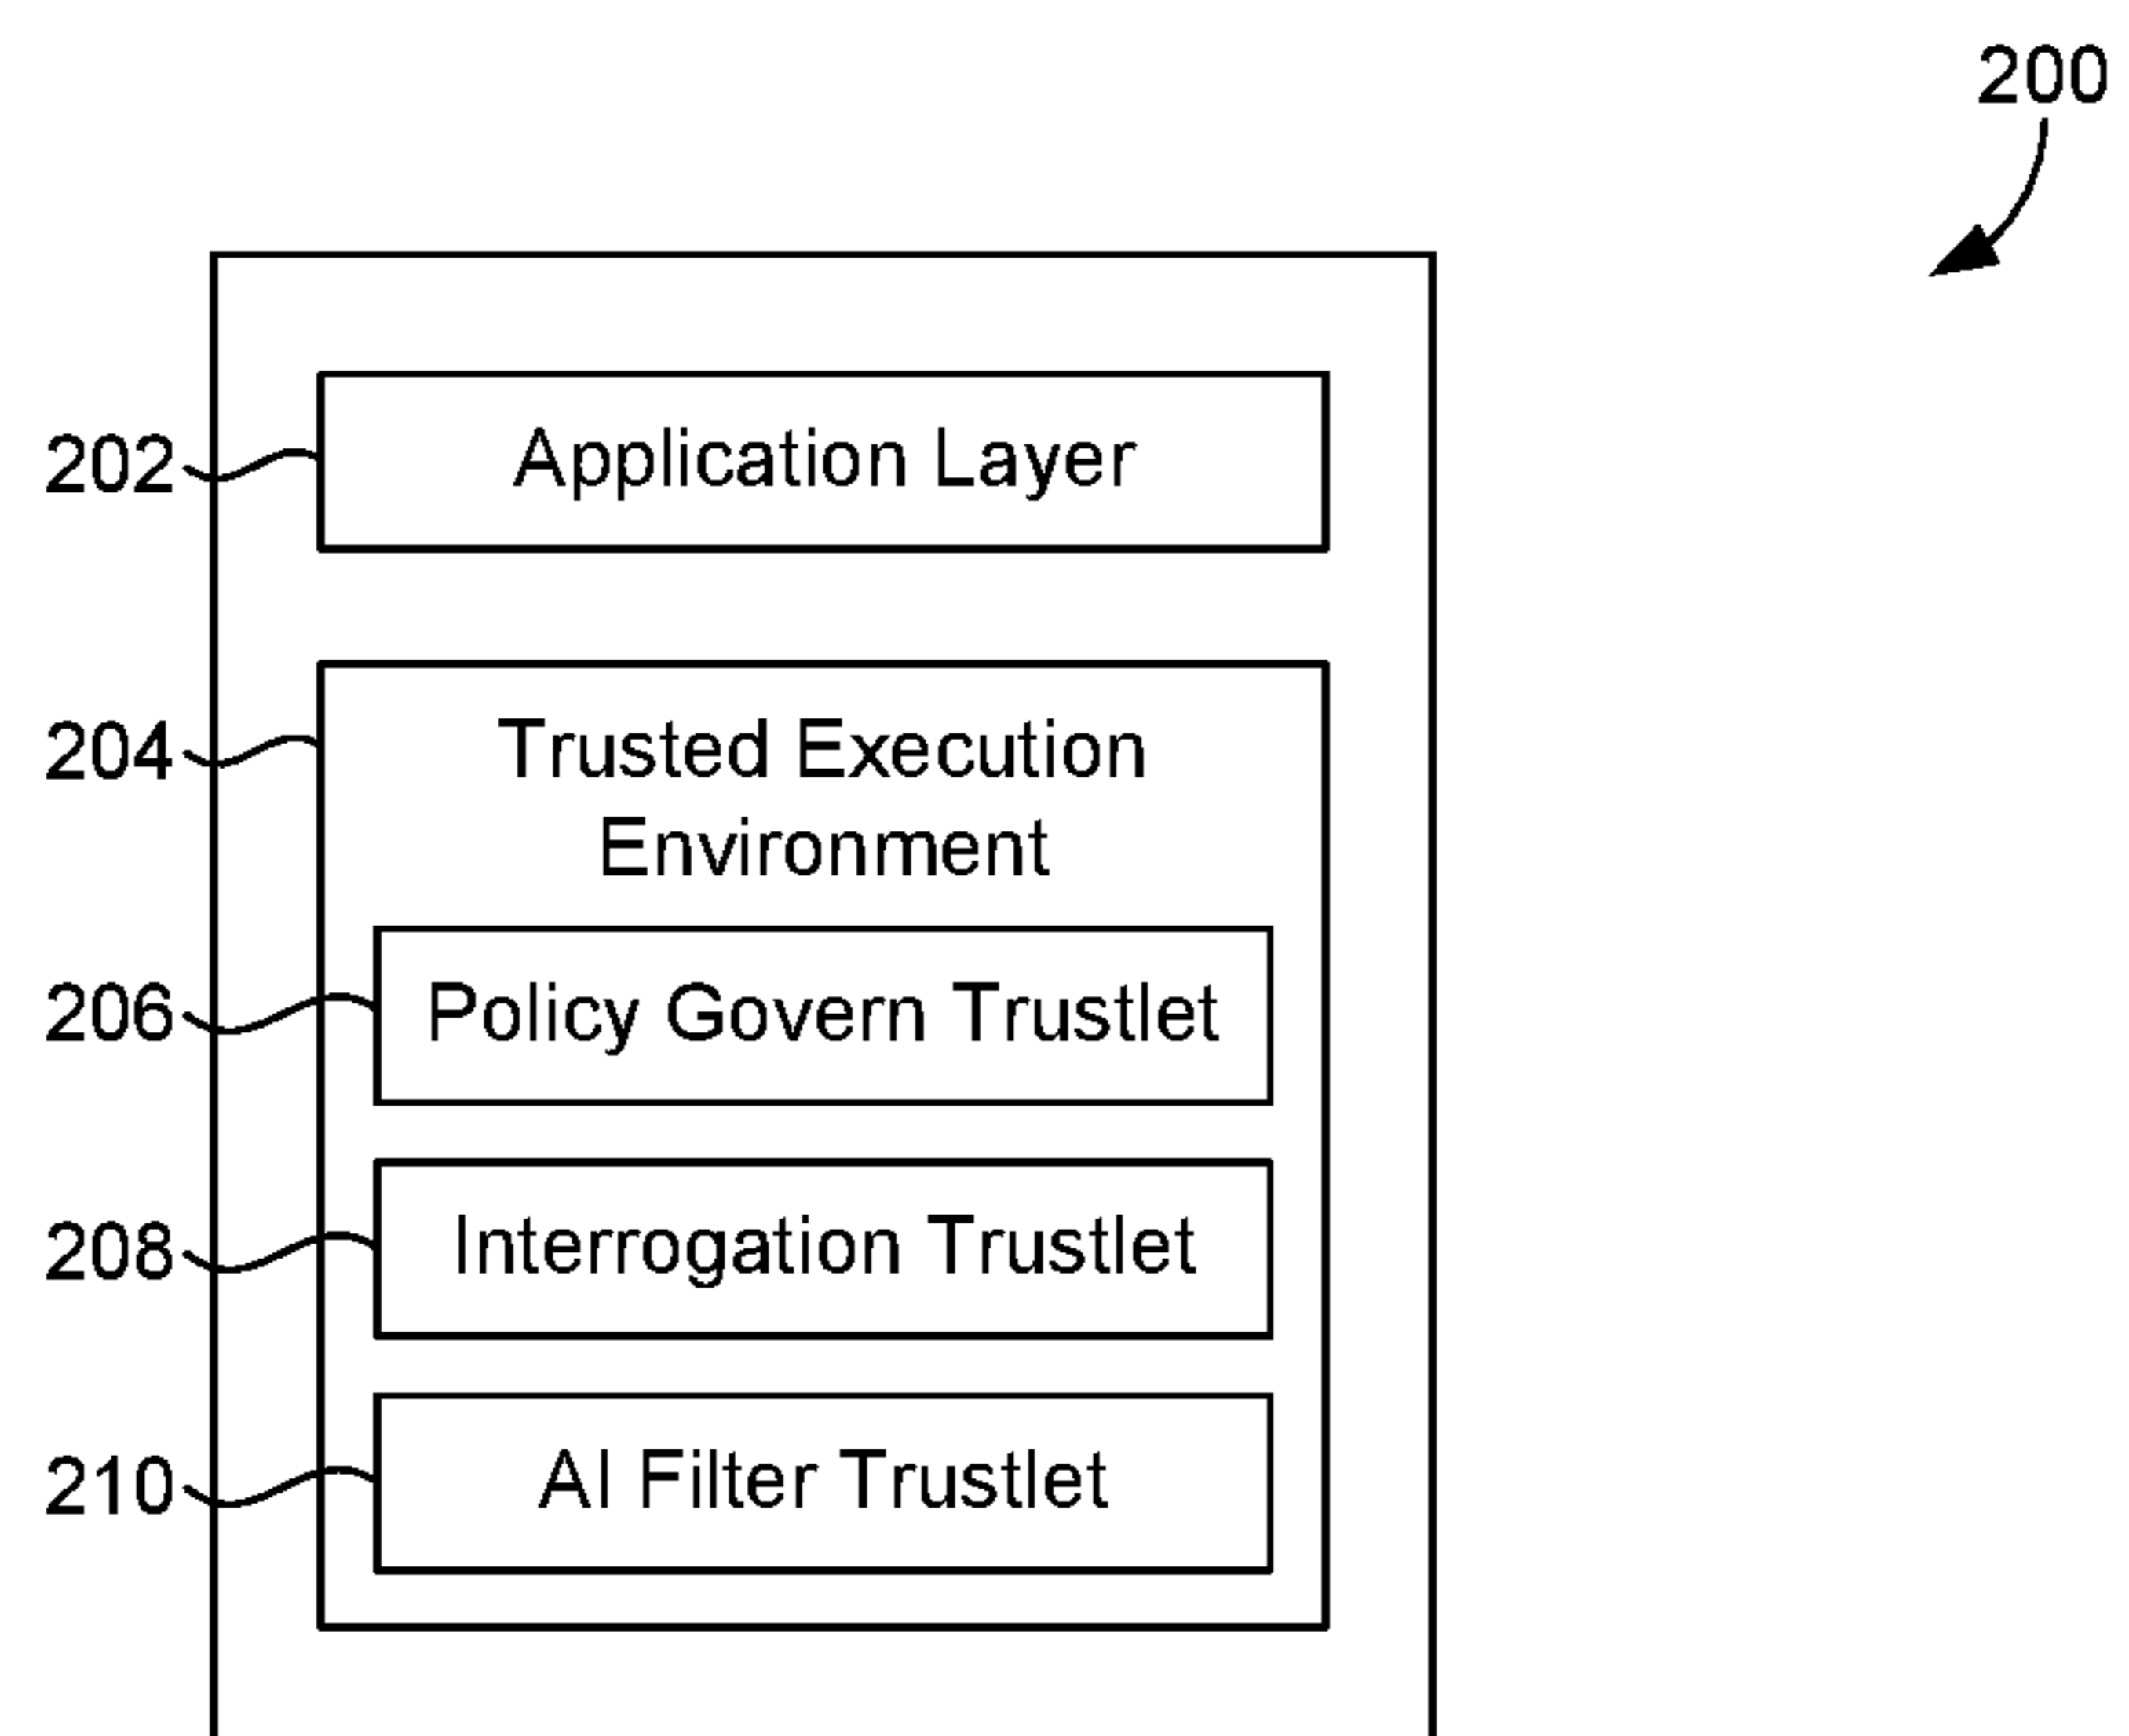 200
202 Application Layer
204 Trusted Execution
Environment
206 Policy Govern Trustlet
208 Interrogation Trustlet
210 AI Filter Trustlet